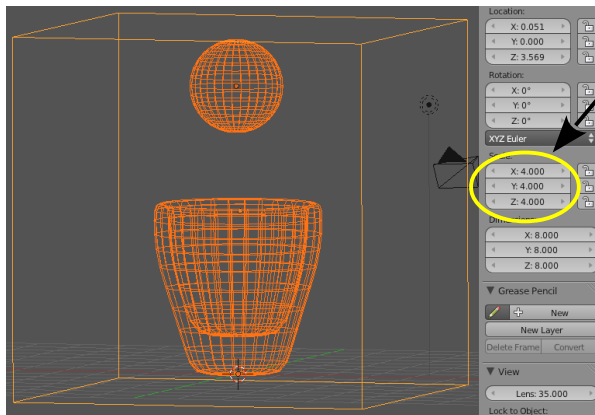 Location:
X: 0.051
Y: 0.000
Z: 3.569
Rotation:
X: 0°
Y: 0°
Z: 0°
XYZ Euler
Scale:
X: 4.000
Y: 4.000
Z: 4.000
Dimensions:
X: 8.000
Y: 8.000
Z: 8.000
Grease Pencil
New
New Layer
Delete Frame Convert
View
Lens: 35.000
Lock to Object: